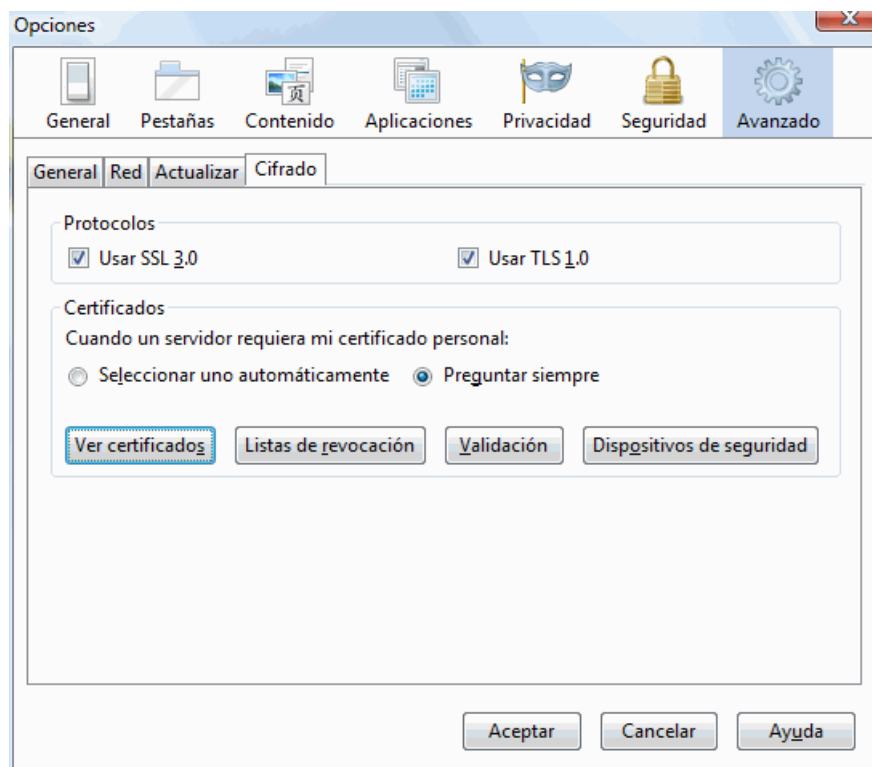 Opciones
General Pestañas Contenido Aplicaciones Privacidad Seguridad Avanzado
General Red Actualizar Cifrado
Protocolos
Usar SSL 3.0 Usar TLS 1.0
Certificados
Cuando un servidor requiera mi certificado personal:
Seleccionar uno automáticamente Preguntar siempre
Ver certificados Listas de revocación Validación Dispositivos de seguridad
Aceptar Cancelar Ayuda